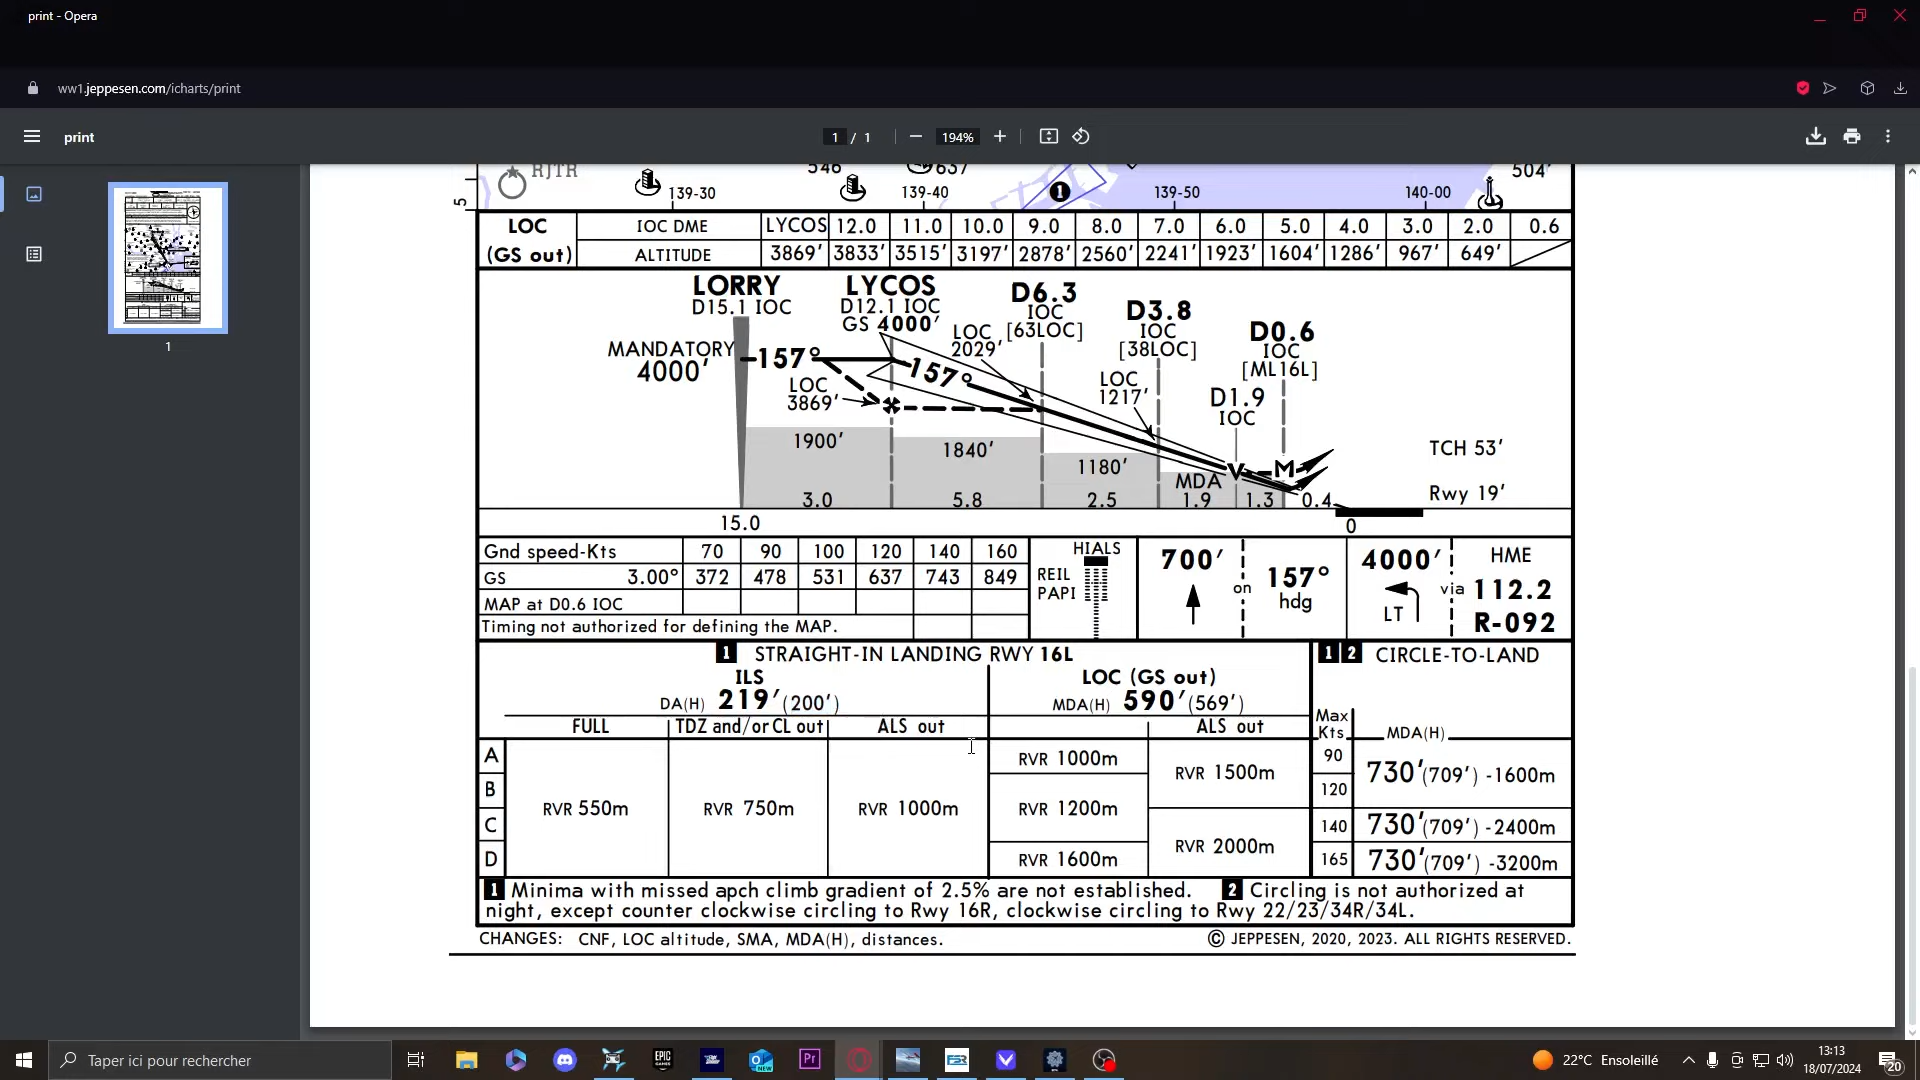 print - Opera
ww1.jeppesen.com/icharts/print
print
1 / 1
194%
1
RJTR
546
637
504'
5
139-30
139-40
1
139-50
140-00
LOC (GS out)
IOC DME LYCOS 12.0 11.0 10.0 9.0 8.0 7.0 6.0 5.0 4.0 3.0 2.0 0.6
ALTITUDE 3869' 3833' 3515' 3197' 2878' 2560' 2241' 1923' 1604' 1286' 967' 649'
LORRY
D15.1 IOC
LYCOS
D12.1 IOC
GS 4000'
D6.3
IOC
[63LOC]
D3.8
IOC
[38LOC]
D0.6
IOC
[ML16L]
D1.9
IOC
MANDATORY
4000'
157°
157°
LOC
2029'
LOC
3869'
LOC
1217'
V
M
TCH 53'
Rwy 19'
1900'
1840'
1180'
MDA
3.0 5.8 2.5 1.9 1.3 0.4
15.0
0
Gnd speed-Kts 70 90 100 120 140 160
GS 3.00° 372 478 531 637 743 849
MAP at D0.6 IOC
Timing not authorized for defining the MAP.
HIALS
REIL
PAPI
700'
on
157°
hdg
4000'
LT
via
HME
112.2
R-092
1 STRAIGHT-IN LANDING RWY 16L
ILS
DA(H) 219'(200')
LOC (GS out)
MDA(H) 590'(569')
1 2 CIRCLE-TO-LAND
FULL
TDZ and/or CL out
ALS out
ALS out
Max
Kts
MDA(H)
A
B
C
D
RVR 550m
RVR 750m
RVR 1000m
RVR 1000m
RVR 1200m
RVR 1600m
RVR 1500m
RVR 2000m
90
120
730'(709') -1600m
140 730'(709') -2400m
165 730'(709') -3200m
1 Minima with missed apch climb gradient of 2.5% are not established. 2 Circling is not authorized at
night, except counter clockwise circling to Rwy 16R, clockwise circling to Rwy 22/23/34R/34L.
CHANGES: CNF, LOC altitude, SMA, MDA(H), distances.
© JEPPESEN, 2020, 2023. ALL RIGHTS RESERVED.
Taper ici pour rechercher
EPIC
GAMES
NEW
Pr
FSR
22°C Ensoleillé
13:13
18/07/2024
20